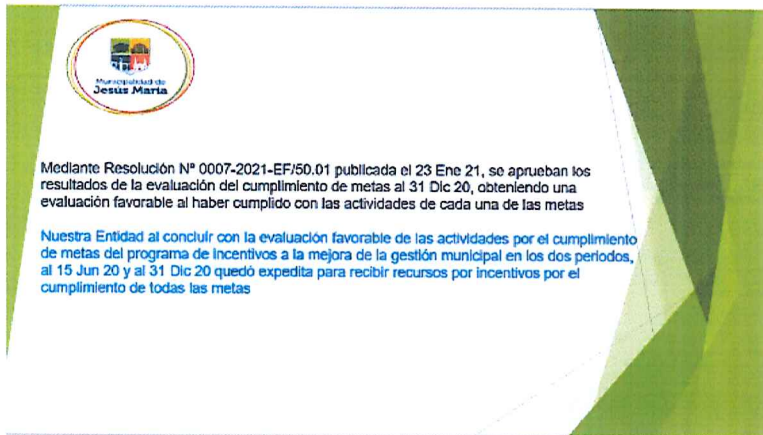 Municipalidad de
Jesús María
Mediante Resolución Nº 0007-2021-EF/50.01 publicada el 23 Ene 21, se aprueban los
resultados de la evaluación del cumplimiento de metas al 31 Dic 20, obteniendo una
evaluación favorable al haber cumplido con las actividades de cada una de las metas
Nuestra Entidad al concluir con la evaluación favorable de las actividades por el cumplimiento
de metas del programa de incentivos a la mejora de la gestión municipal en los dos periodos,
al 15 Jun 20 y al 31 Dic 20 quedó expedita para recibir recursos por incentivos por el
cumplimiento de todas las metas